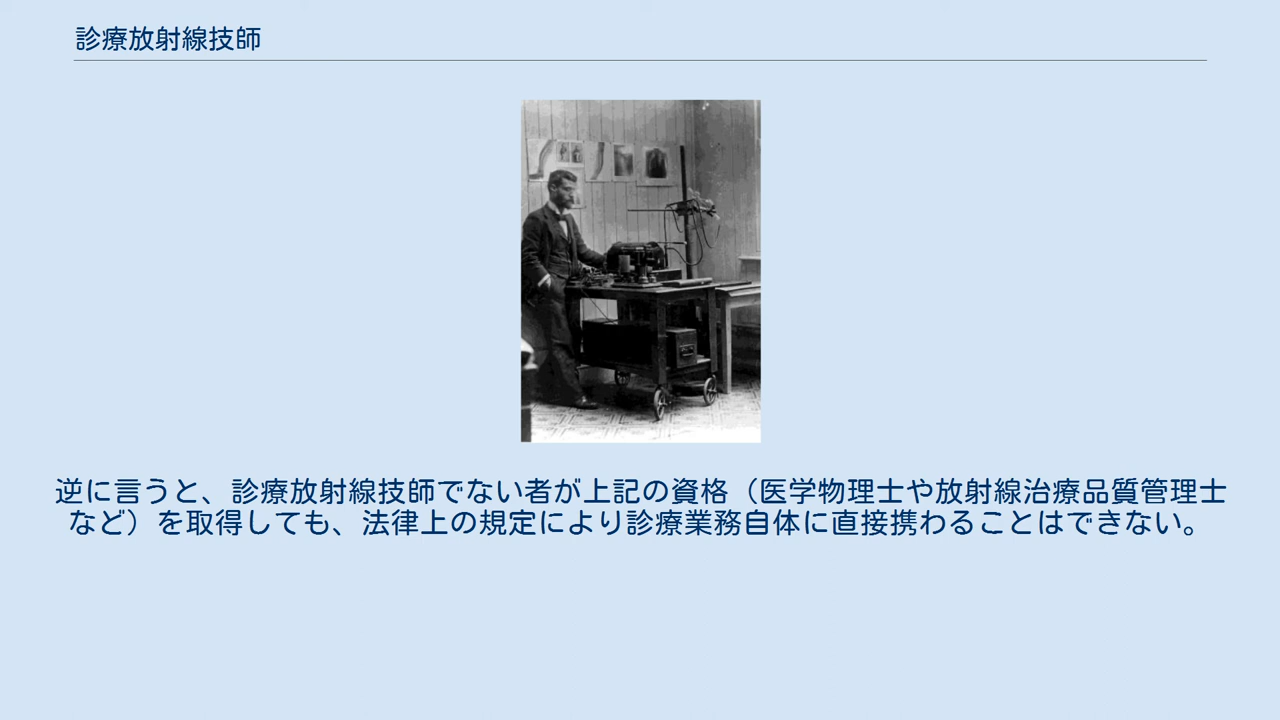 診療放射線技師
逆に言うと、診療放射線技師でない者が上記の資格（医学物理士や放射線治療品質管理士
など）を取得しても、法律上の規定により診療業務自体に直接携わることはできない。